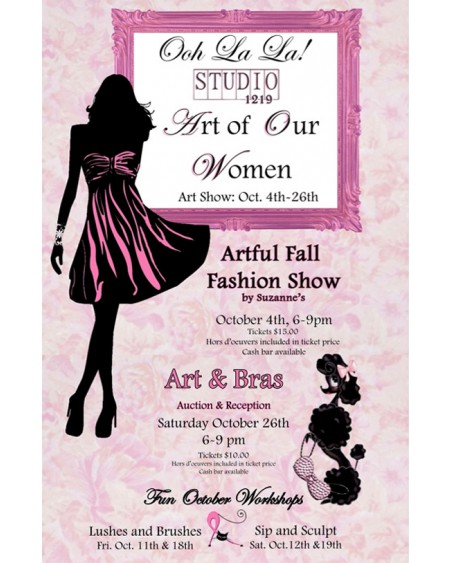 Ooh La La!
STUDIO
1219
Art of Our
Women
Art Show: Oct. 4th-26th
Artful Fall
Fashion Show
by Suzanne's
October 4th, 6-9pm
Tickets $15.00
Hors d'oeuvers included in ticket price
Cash bar available
Art & Bras
Auction & Reception
Saturday October 26th
6-9 pm
Tickets $10.00
Hors d'oeuvers included in ticket price
Cash bar available
Fun October Workshops
Lushes and Brushes
Fri. Oct. 11th & 18th
Sip and Sculpt
Sat. Oct.12th &19th